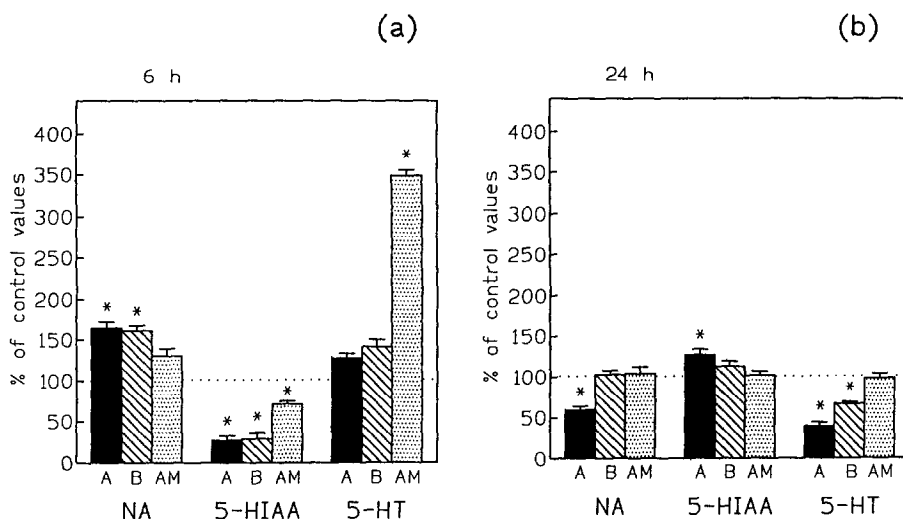 (a)
6 h
% of control values
400
350
300
250
200
150
100
50
0
*
*
*
*
*
*
A B AM A B AM A B AM
NA 5-HIAA 5-HT
(b)
24 h
% of control values
400
350
300
250
200
150
100
50
0
*
*
*
*
A B AM A B AM A B AM
NA 5-HIAA 5-HT